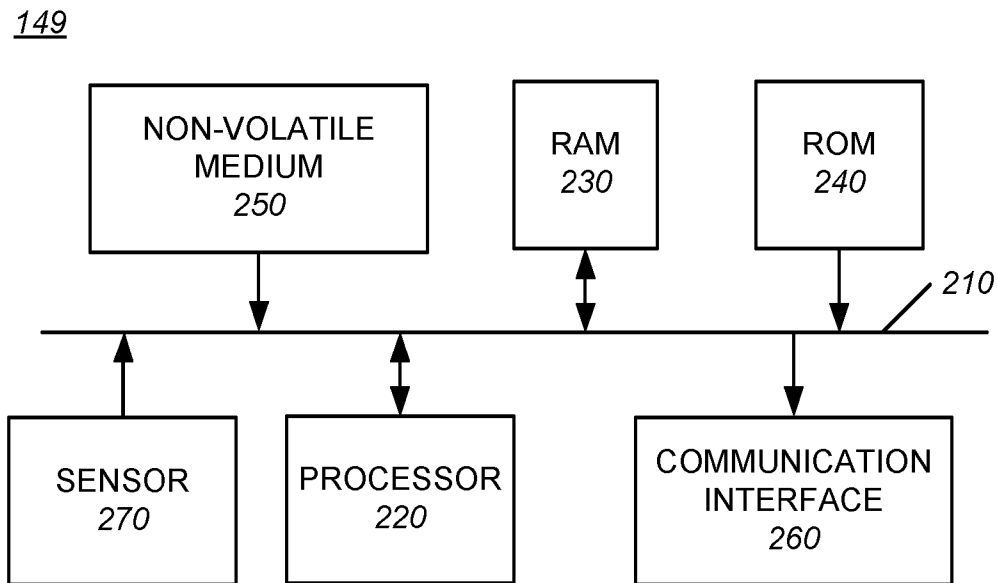 149
NON-VOLATILE
MEDIUM
250
RAM
230
ROM
240
210
SENSOR
270
PROCESSOR
220
COMMUNICATION
INTERFACE
260